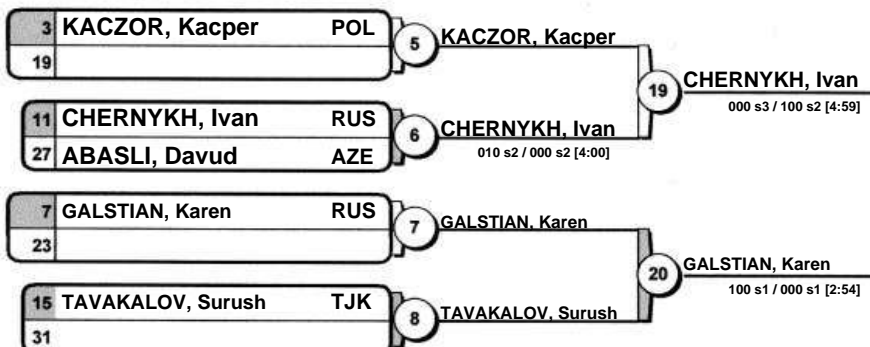 3 KACZOR, Kacper POL
19
5
KACZOR, Kacper
11 CHERNYKH, Ivan RUS
27 ABASLI, Davud AZE
6
CHERNYKH, Ivan
010 s2 / 000 s2 [4:00]
19
CHERNYKH, Ivan
000 s3 / 100 s2 [4:59]
7 GALSTIAN, Karen RUS
23
7
GALSTIAN, Karen
15 TAVAKALOV, Surush TJK
31
8
TAVAKALOV, Surush
20
GALSTIAN, Karen
100 s1 / 000 s1 [2:54]